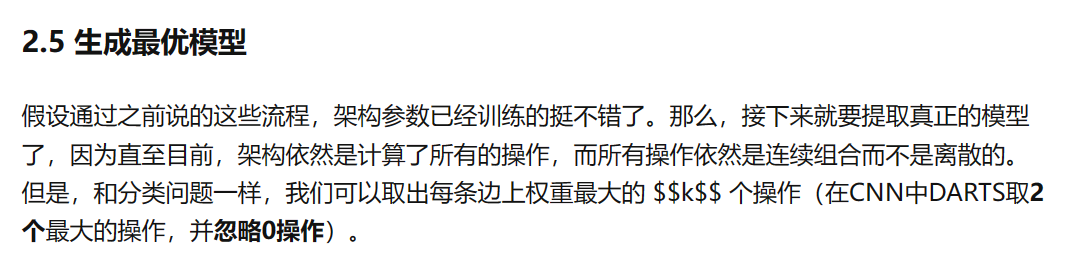 2.5 生成最优模型
假设通过之前说的这些流程，架构参数已经训练的挺不错了。那么，接下来就要提取真正的模型
了，因为直至目前，架构依然是计算了所有的操作，而所有操作依然是连续组合而不是离散的。
但是，和分类问题一样，我们可以取出每条边上权重最大的 $$k$$ 个操作（在CNN中DARTS取2
个最大的操作，并忽略0操作）。